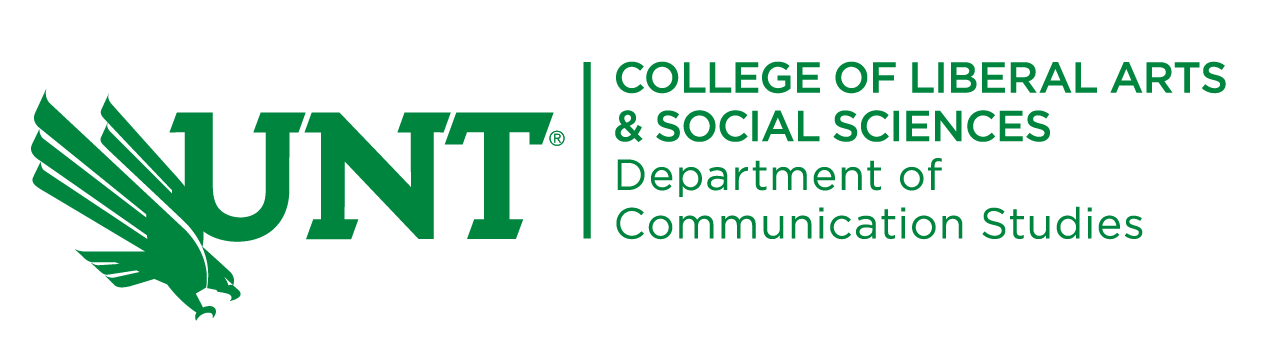 UNT®
COLLEGE OF LIBERAL ARTS
& SOCIAL SCIENCES
Department of
Communication Studies